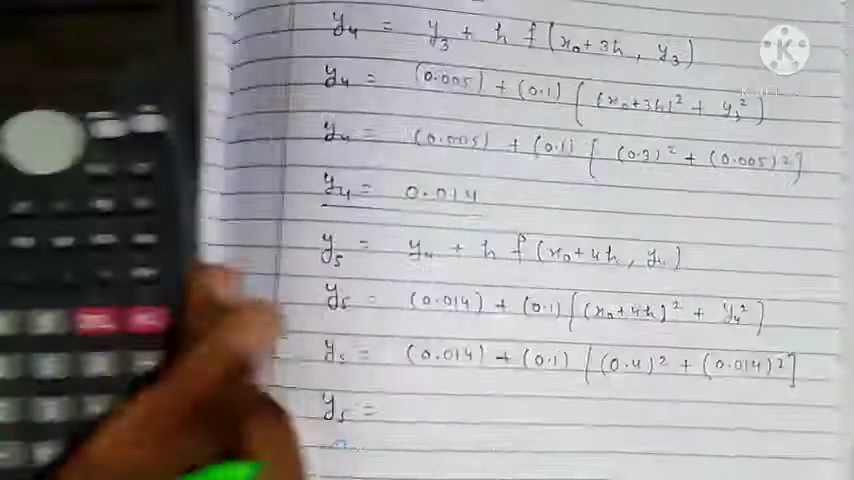 y₄ = y₃ + h f(x₀+3h, y₃)
y₄ = (0.005) + (0.1) [(x₀+3h)² + y₃²]
y₄ = (0.005) + (0.1) [(0.3)² + (0.005)²]
y₄ = 0.014
y₅ = y₄ + h f(x₀+4h, y₄)
y₅ = (0.014) + (0.1) [(x₀+4h)² + y₄²]
y₅ = (0.014) + (0.1) [(0.4)² + (0.014)²]
y₅ =